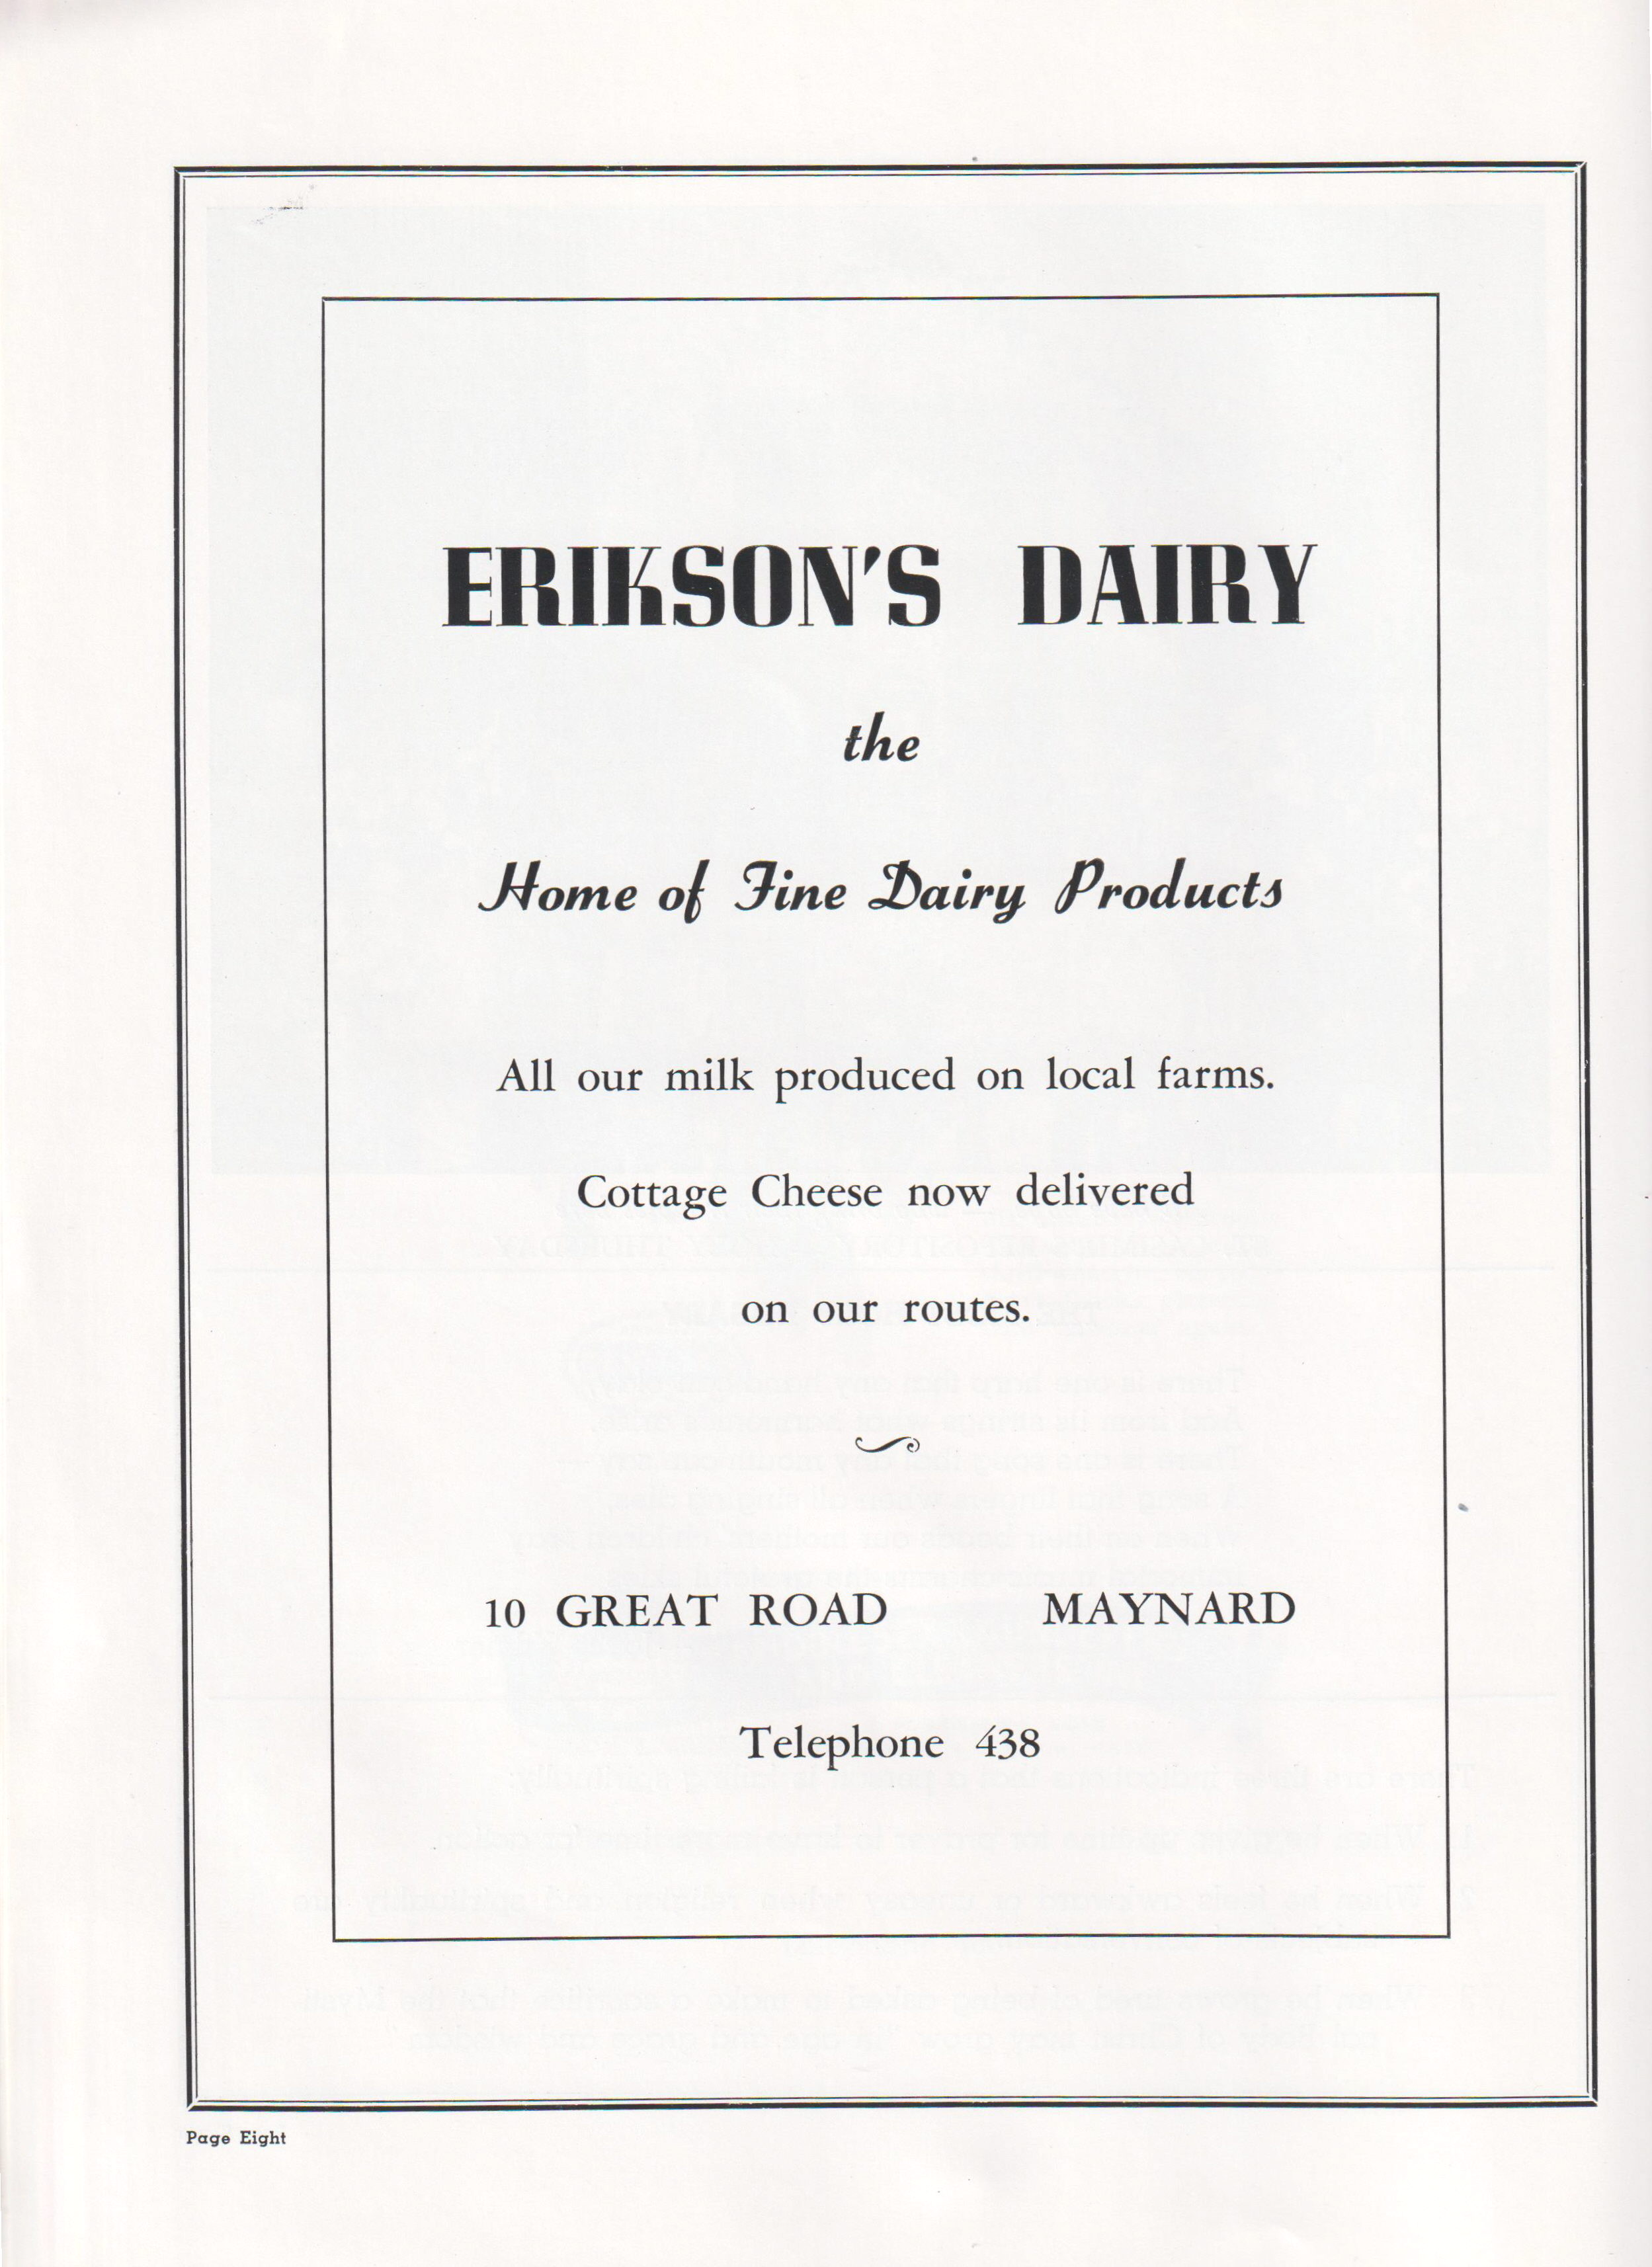 ERIKSON'S DAIRY
the
Home of Fine Dairy Products
All our milk produced on local farms.
Cottage Cheese now delivered
on our routes.
10 GREAT ROAD MAYNARD
Telephone 438
Page Eight